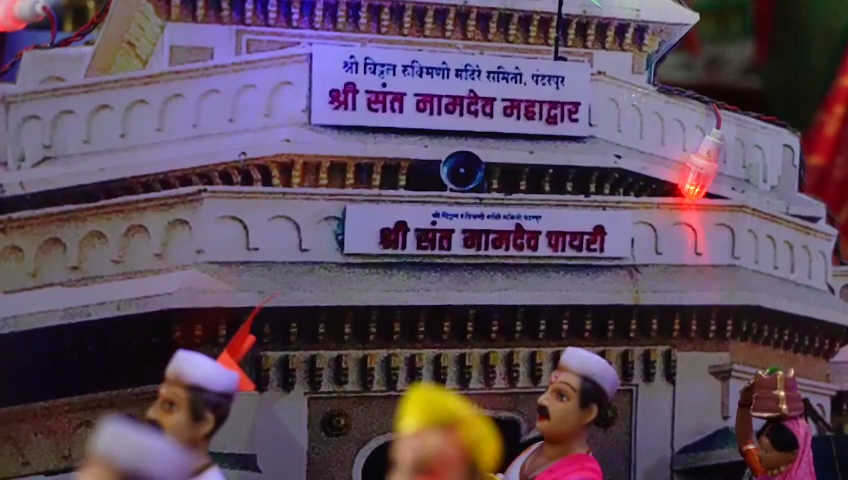 श्री विठ्ठल रुक्मिणी मंदिरे समिती, पंढरपूर
श्री संत नामदेव महाद्वार
श्री संत नामदेव पायरी